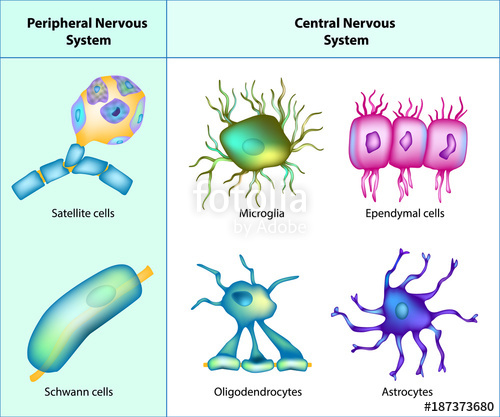 Peripheral Nervous
System
Central Nervous
System
Satellite cells
Microglia
Ependymal cells
fotolia
by Adobe
Schwann cells
Oligodendrocytes
Astrocytes
#187373680